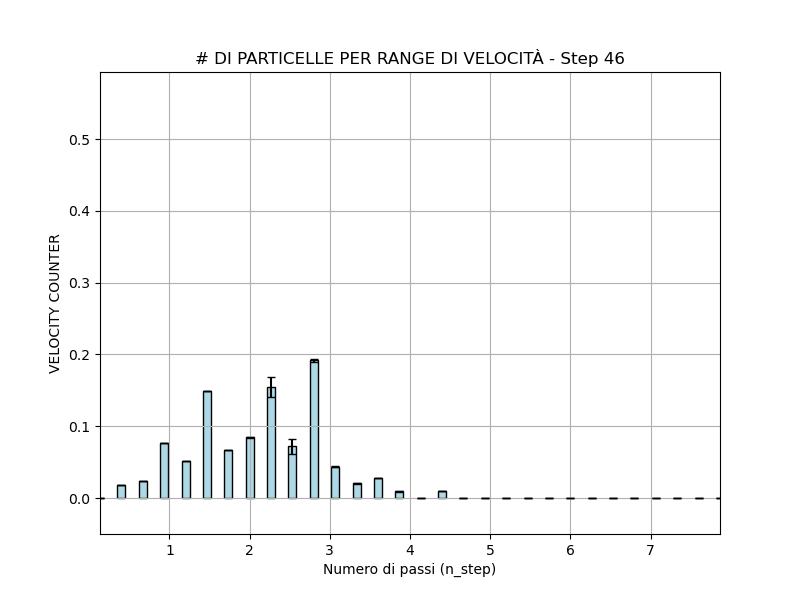 # DI PARTICELLE PER RANGE DI VELOCITÀ - Step 46
0.5
0.4
0.3
0.2
0.1
0.0
VELOCITY COUNTER
1 2 3 4 5 6 7
Numero di passi (n_step)